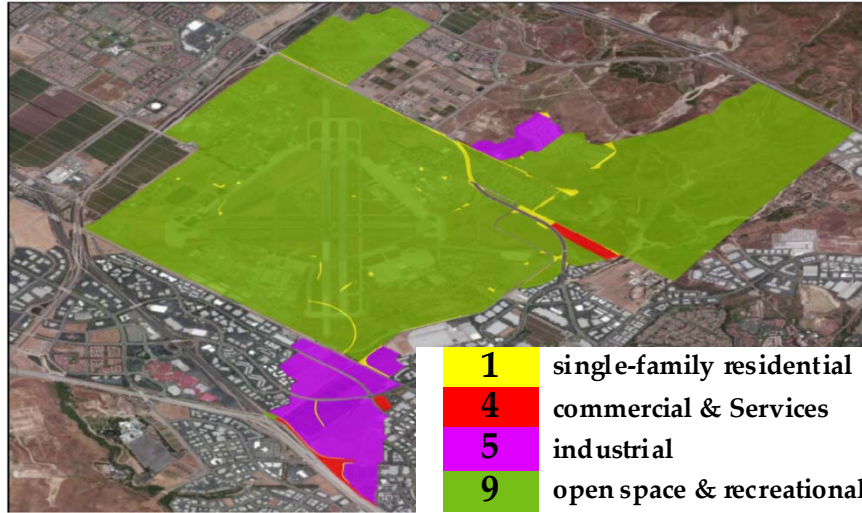 1 single-family residential
4 commercial & Services
5 industrial
9 open space & recreational